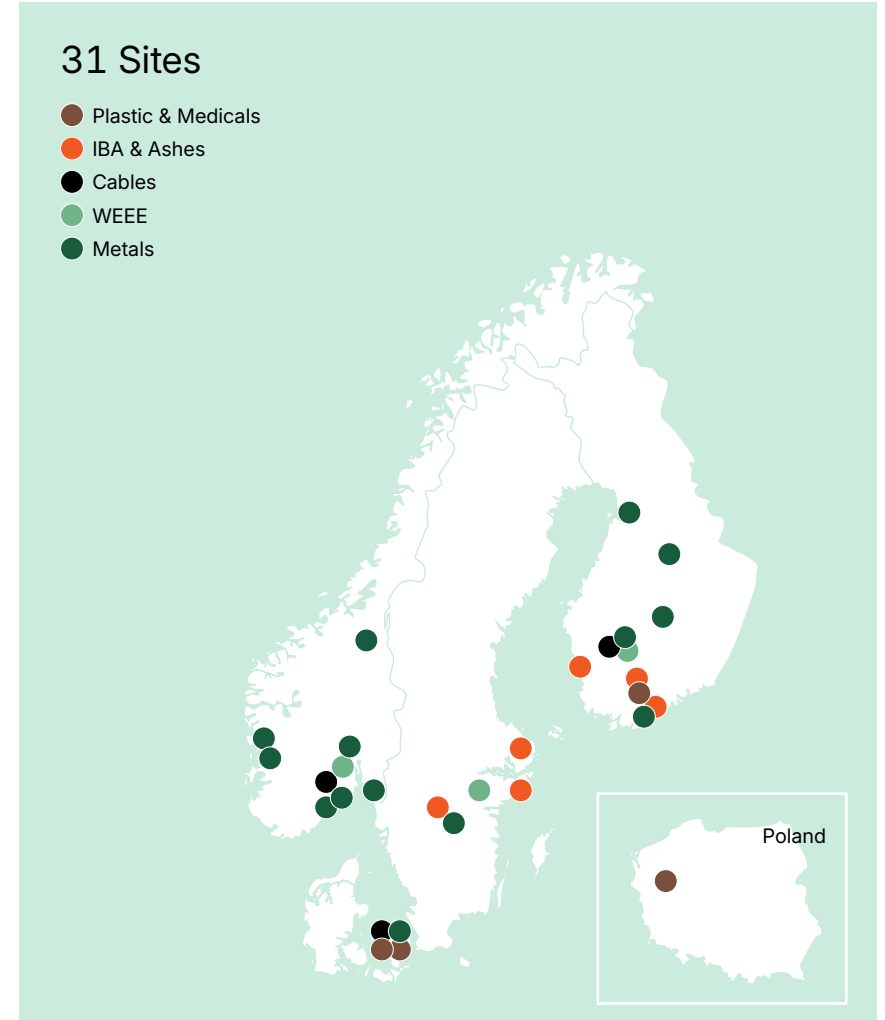 31 Sites
Plastic & Medicals
IBA & Ashes
Cables
WEEE
Metals
Poland